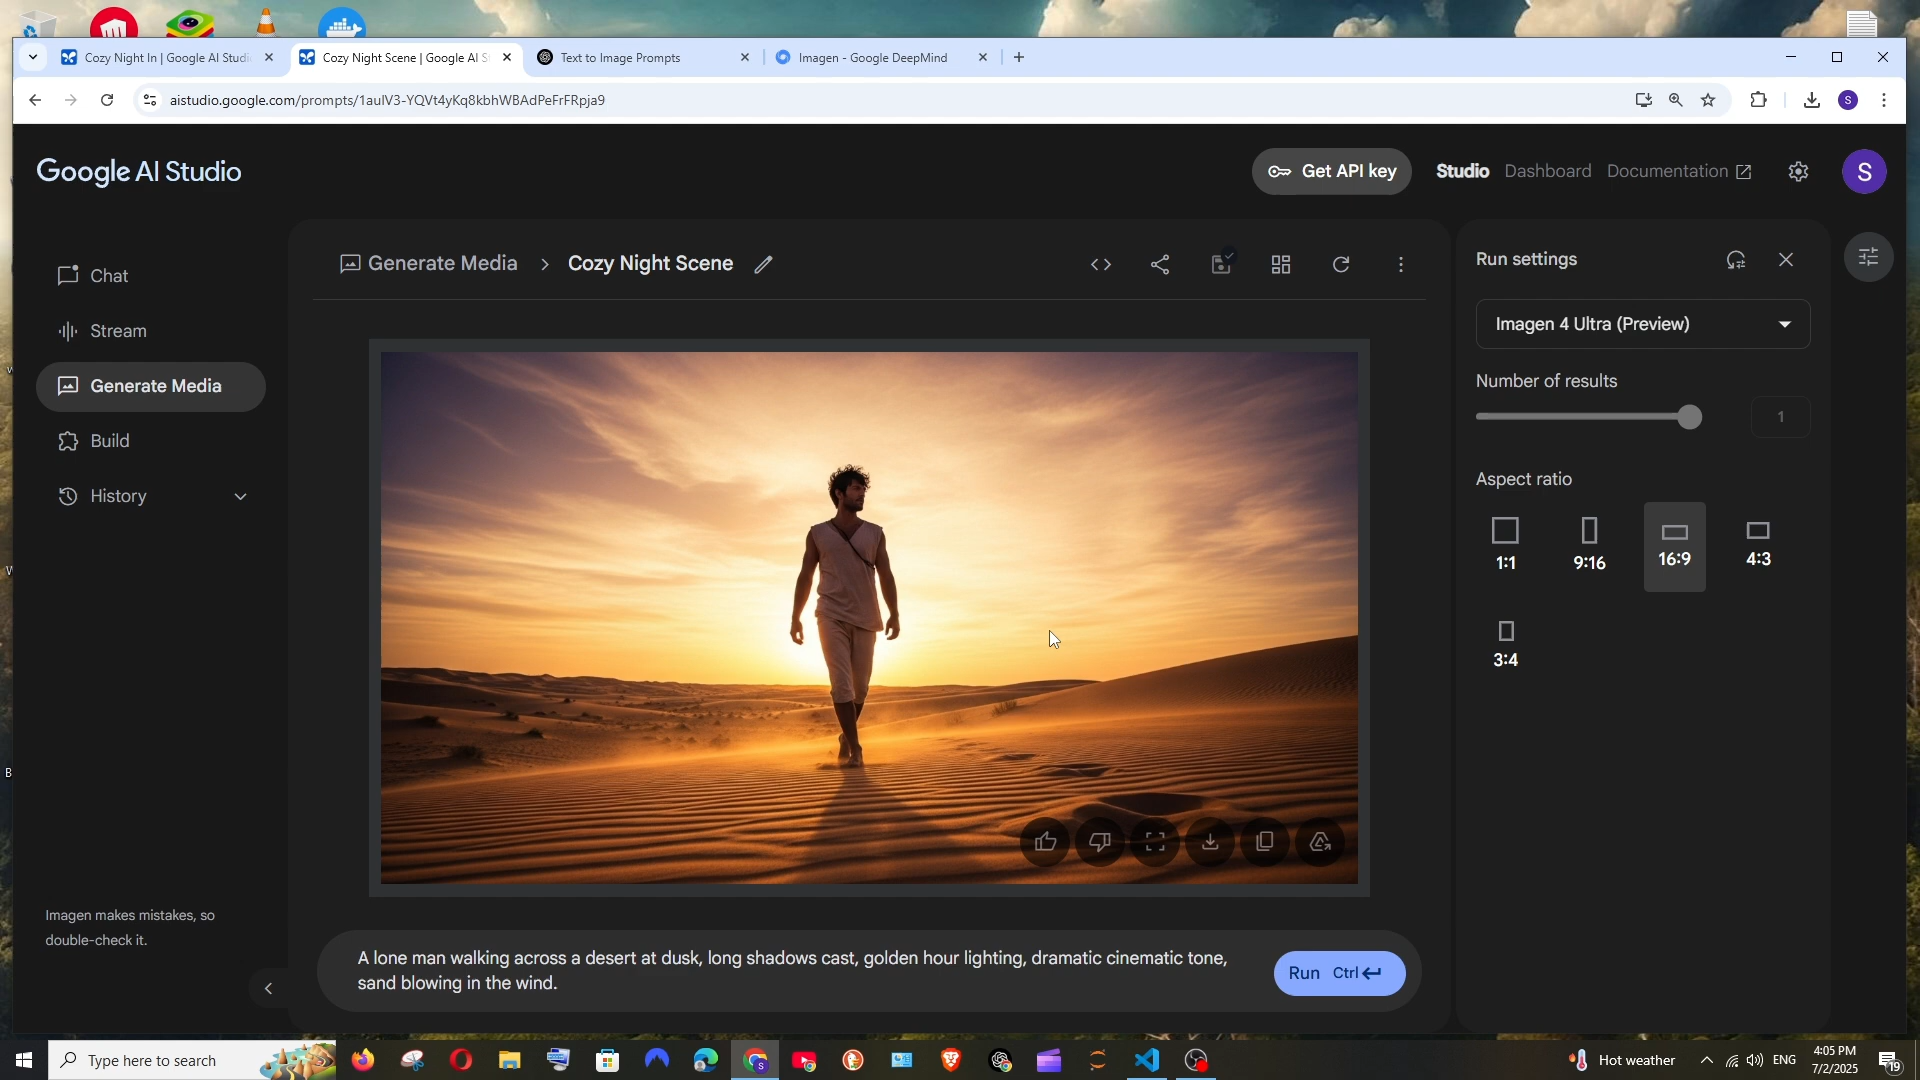 Cozy Night In | Google AI Studi
Cozy Night Scene | Google AI S
Text to Image Prompts
Imagen - Google DeepMind
aistudio.google.com/prompts/1aulV3-YQVt4yKq8kbhWBAdPeFrFRpja9
S
Google AI Studio
Get API key
Studio
Dashboard
Documentation
S
Chat
Stream
Generate Media
Build
History
Imagen makes mistakes, so
double-check it.
Generate Media > Cozy Night Scene
A lone man walking across a desert at dusk, long shadows cast, golden hour lighting, dramatic cinematic tone,
sand blowing in the wind.
Run Ctrl
Run settings
Imagen 4 Ultra (Preview)
Number of results
1
Aspect ratio
1:1
9:16
16:9
4:3
3:4
Type here to search
Hot weather
ENG
4:05 PM
7/2/2025
19